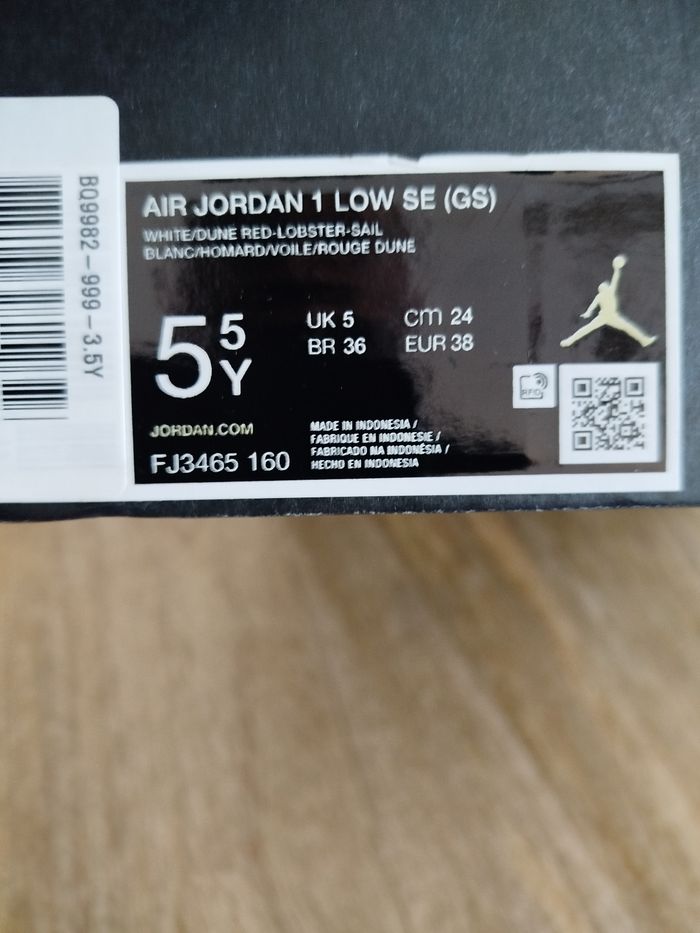 BQ9982-999-3.5Y
AIR JORDAN 1 LOW SE (GS)
WHITE/DUNE RED-LOBSTER-SAIL
BLANC/HOMARD/VOILE/ROUGE DUNE
5 5Y
UK 5 cm 24
BR 36 EUR 38
RFID
JORDAN.COM
FJ3465 160
MADE IN INDONESIA /
FABRIQUE EN INDONESIE /
FABRICADO NA INDONÉSIA /
HECHO EN INDONESIA